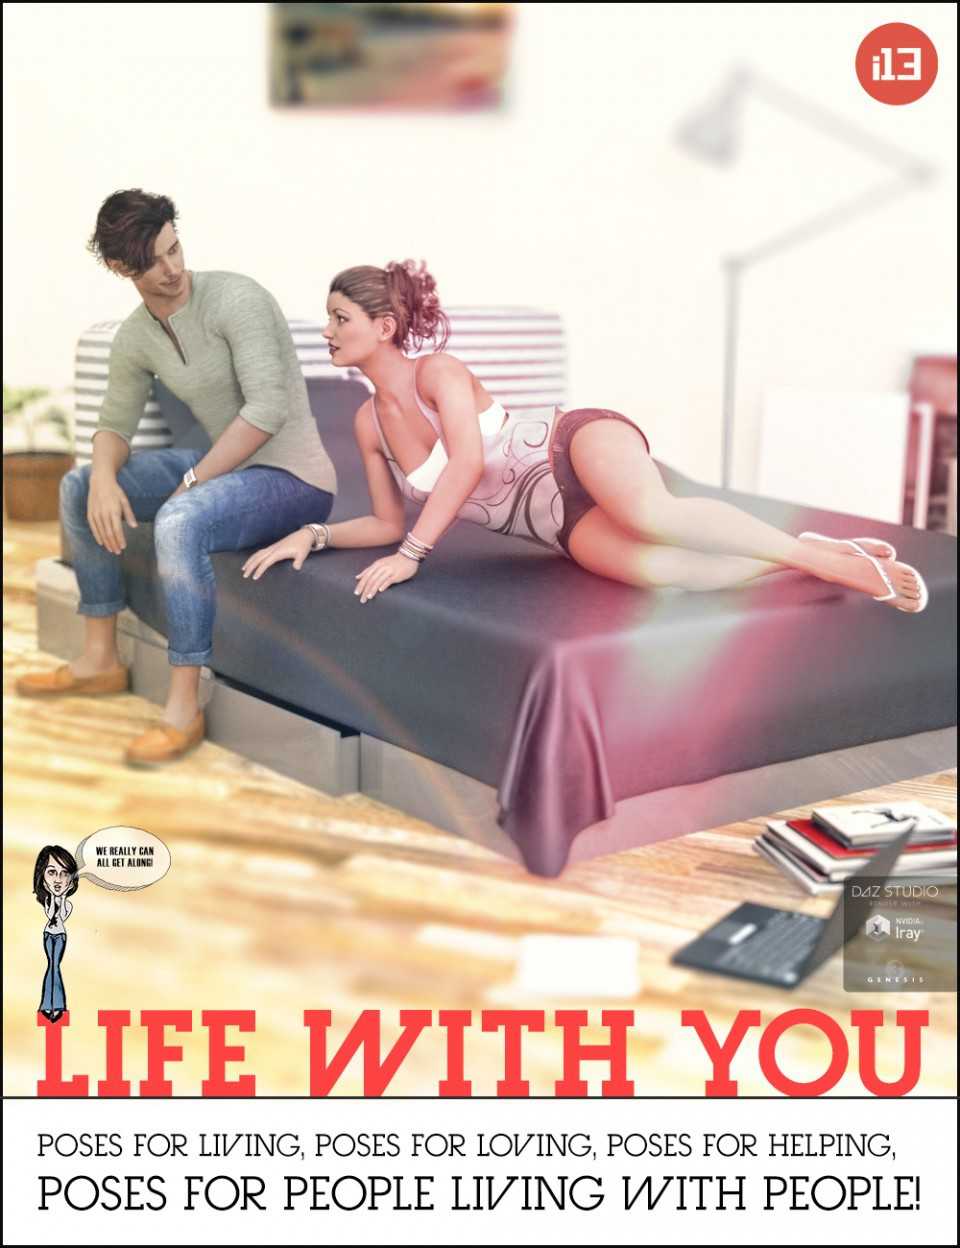 i13
WE REALLY CAN
ALL GET ALONG!
DAZ STUDIO
RENDER WITH
NVIDIA.
Iray
GENESIS
LIFE WITH YOU
POSES FOR LIVING, POSES FOR LOVING, POSES FOR HELPING,
POSES FOR PEOPLE LIVING WITH PEOPLE!